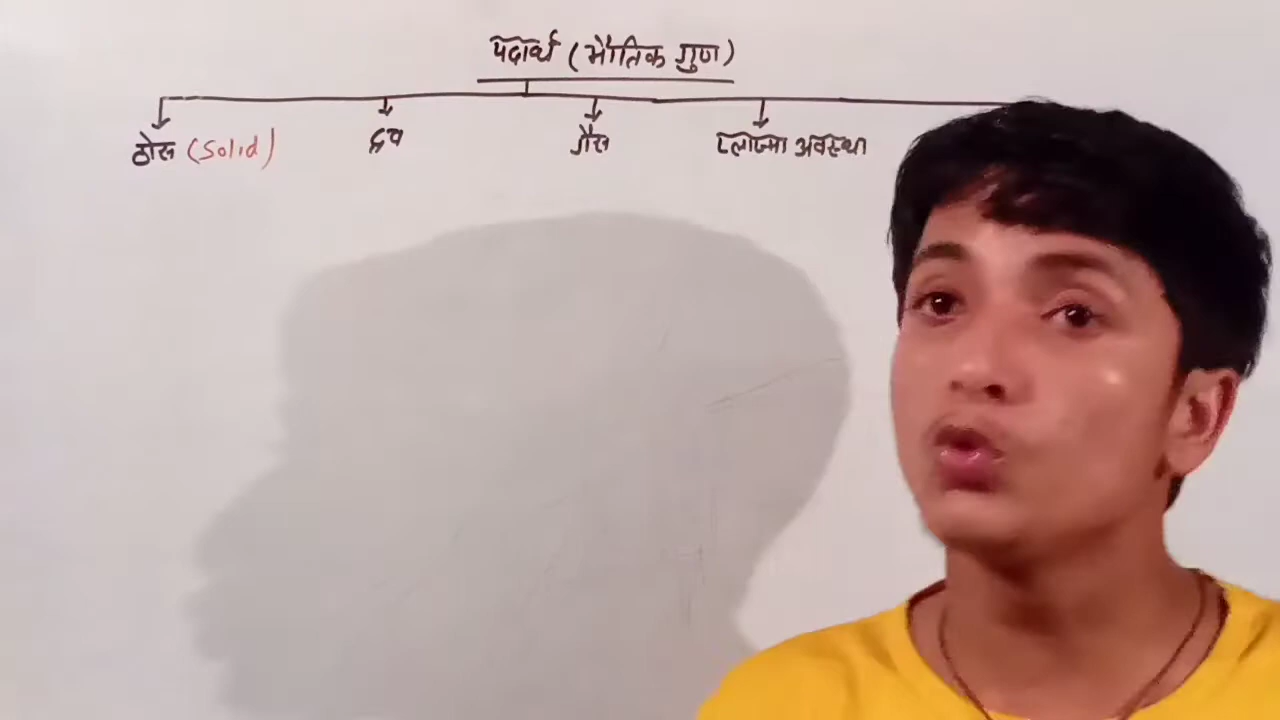 पदार्थ (भौतिक गुण)
ठोस (Solid) द्रव गैस प्लाज्मा अवस्था